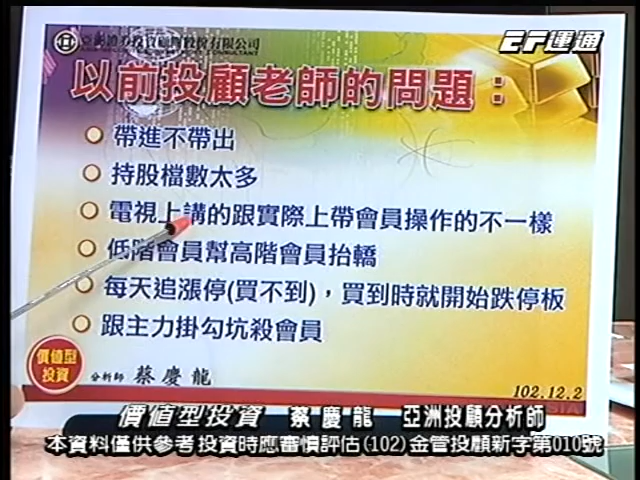 EF運通
亞洲證券投資顧問股份有限公司
以前投顧老師的問題：
帶進不帶出
持股檔數太多
電視上講的跟實際上帶會員操作的不一樣
低階會員幫高階會員抬轎
每天追漲停(買不到)，買到時就開始跌停板
跟主力掛勾坑殺會員
價值型
投資
分析師 蔡慶龍
102.12.2
價值型投資 蔡慶龍 亞洲投顧分析師
本資料僅供參考投資時應審慎評估(102)金管投顧新字第010號